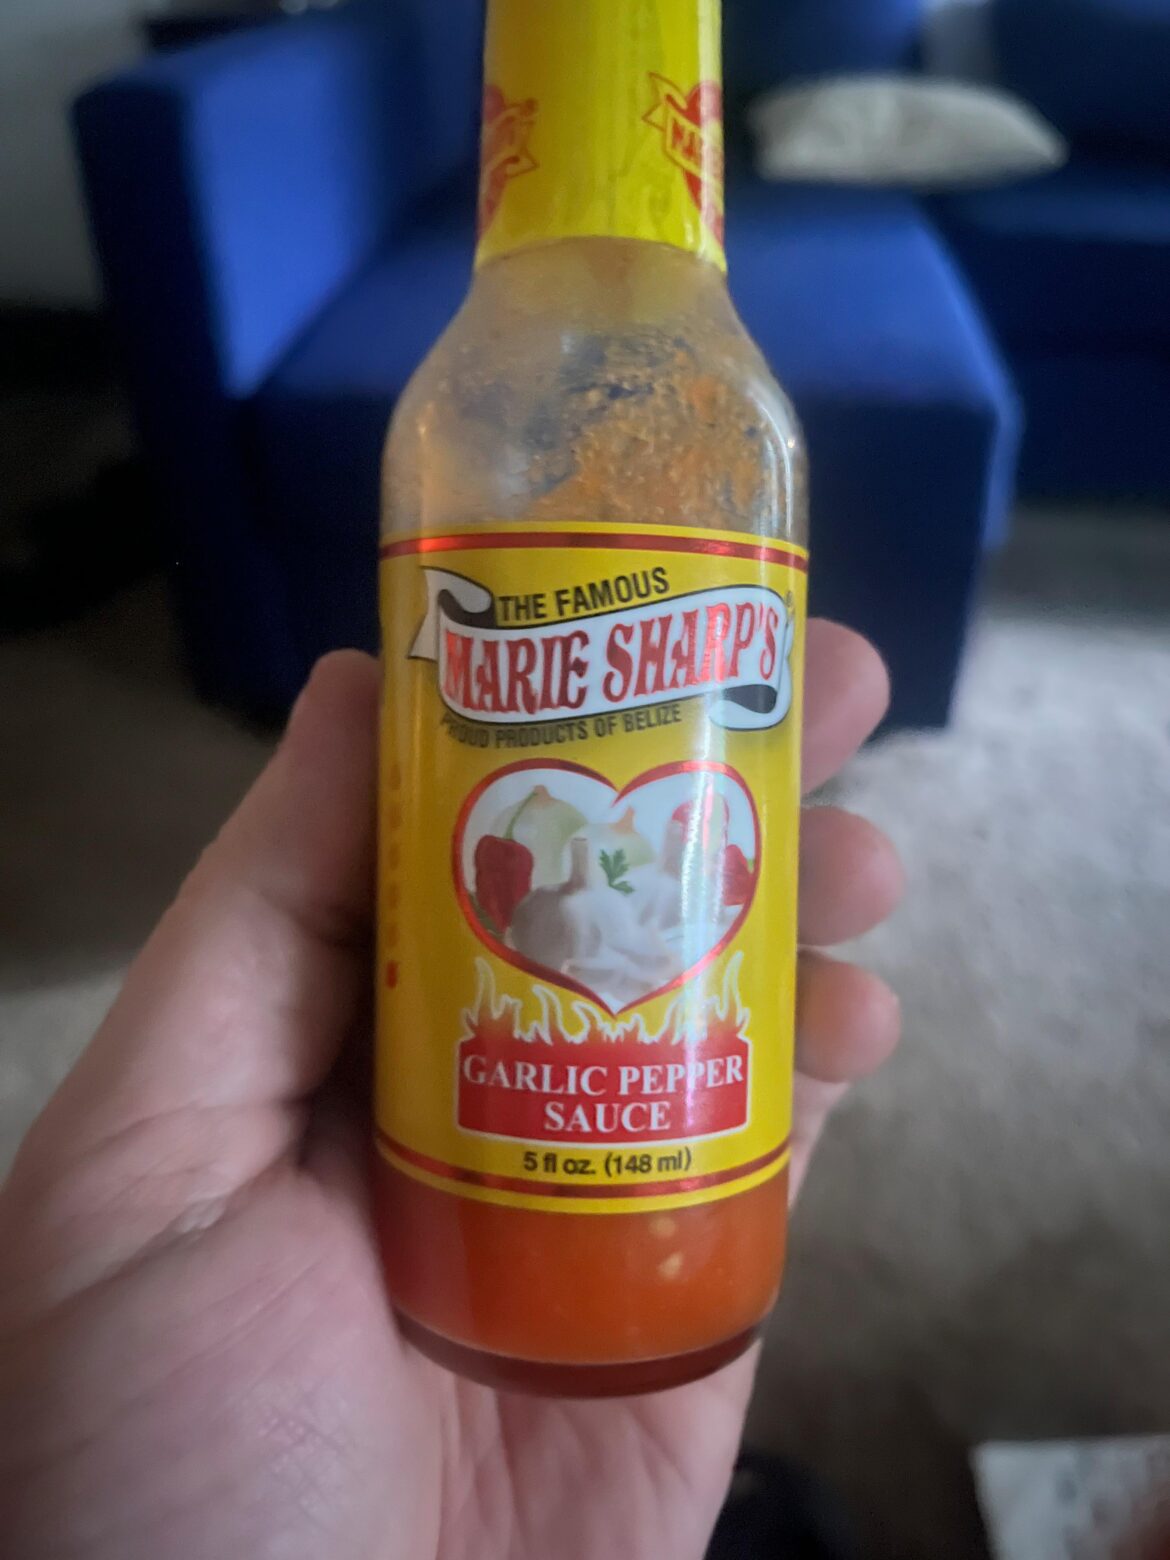 THE FAMOUS
MARIE SHARP'S
PROUD PRODUCTS OF BELIZE
GARLIC PEPPER
SAUCE
5 fl oz. (148 ml)